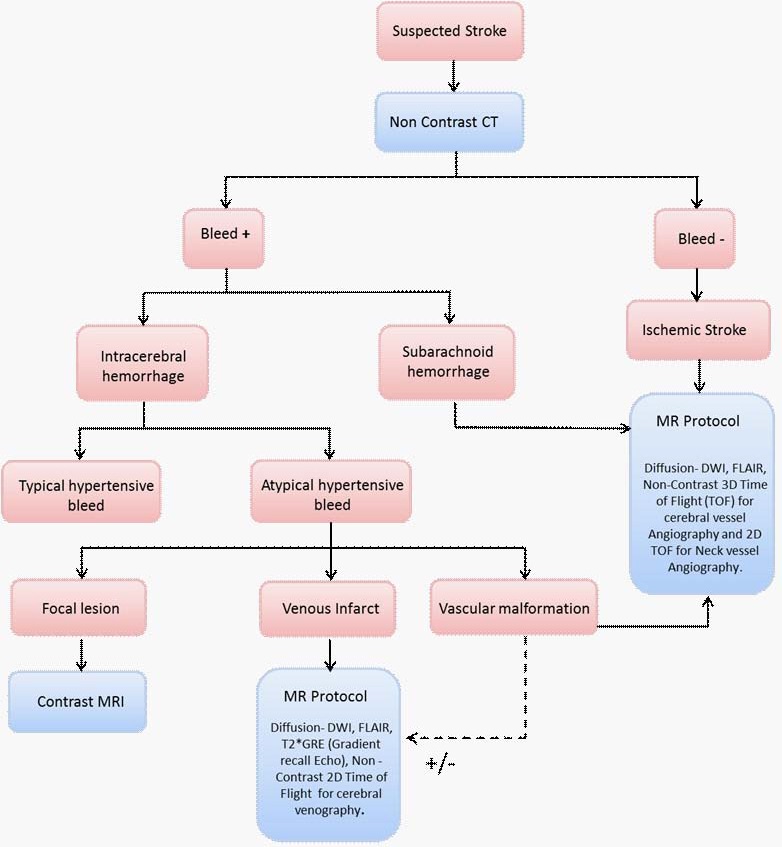 Suspected Stroke
Non Contrast CT
Bleed +
Bleed -
Intracerebral
hemorrhage
Subarachnoid
hemorrhage
Ischemic Stroke
MR Protocol
Diffusion- DWI, FLAIR,
Non-Contrast 3D Time
of Flight (TOF) for
cerebral vessel
Angiography and 2D
TOF for Neck vessel
Angiography.
Typical hypertensive
bleed
Atypical hypertensive
bleed
Focal lesion
Venous Infarct
Vascular malformation
Contrast MRI
MR Protocol
Diffusion- DWI, FLAIR,
T2*GRE (Gradient
recall Echo), Non -
Contrast 2D Time of
Flight for cerebral
venography.
+/-